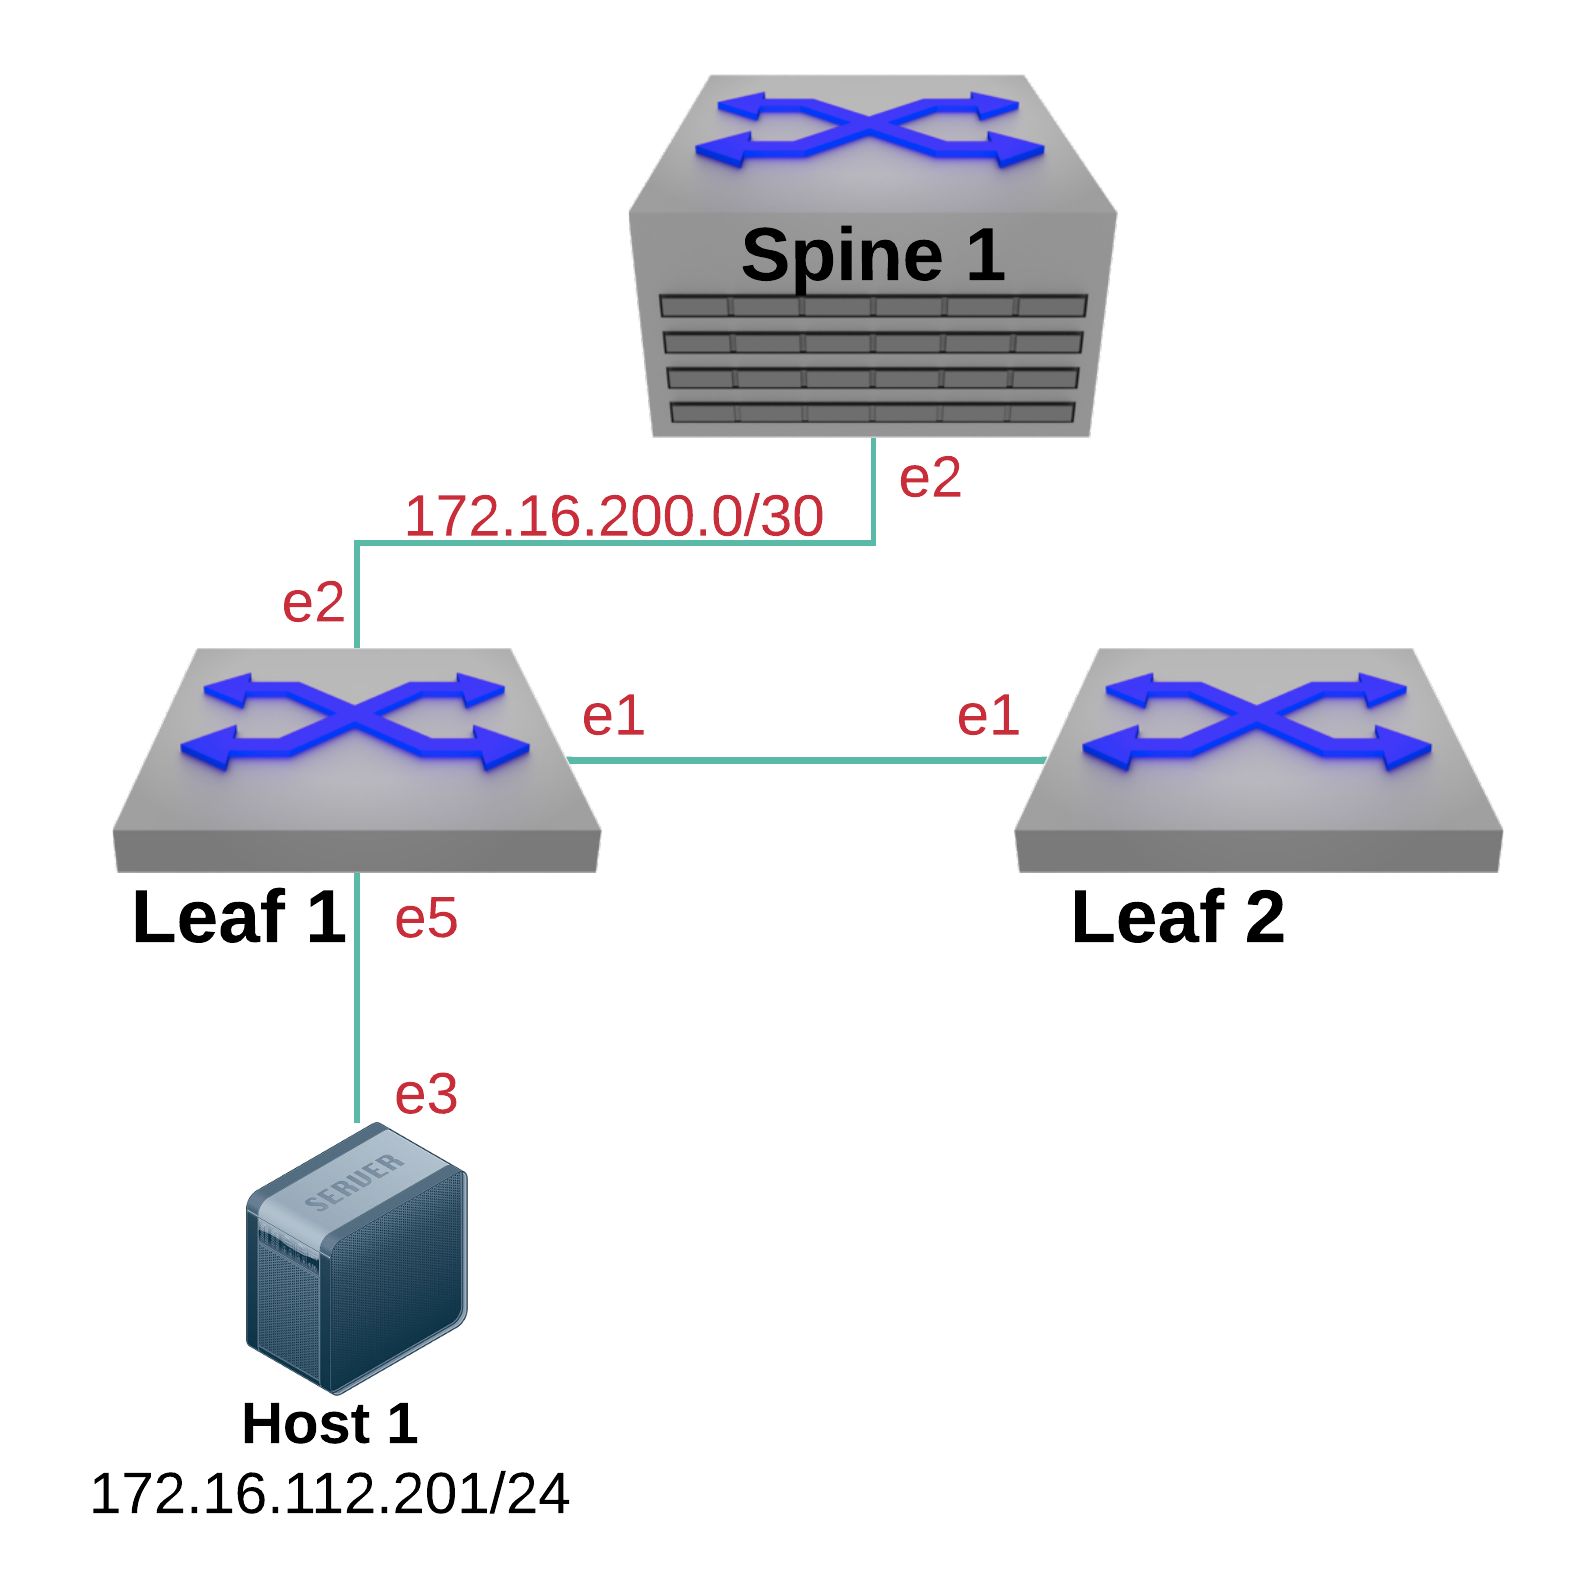 Spine 1
e2
172.16.200.0/30
e2
e1
e1
Leaf 1
e5
Leaf 2
e3
SERVER
Host 1
172.16.112.201/24